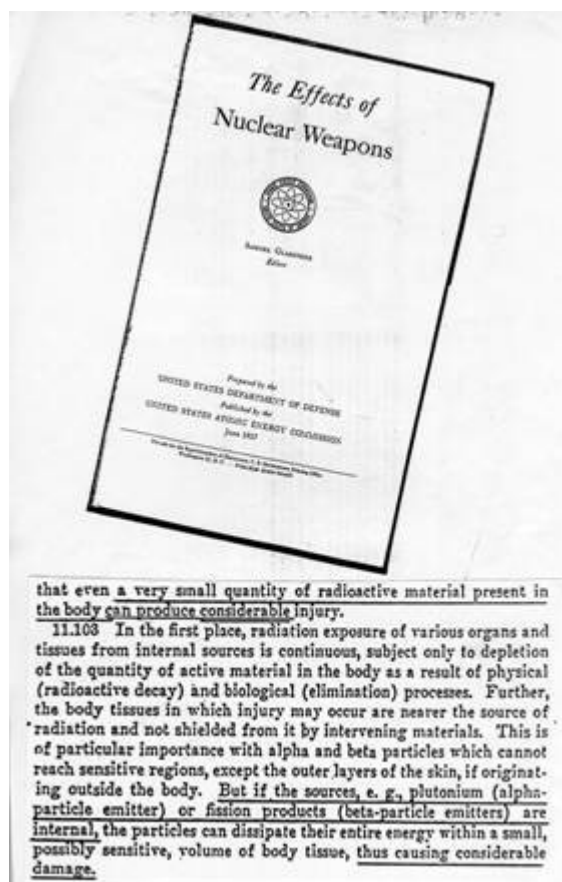 The Effects of
Nuclear Weapons
SAMUEL GLASSTONE
Editor
Prepared by the
UNITED STATES DEPARTMENT OF DEFENSE
Published by the
UNITED STATES ATOMIC ENERGY COMMISSION
June 1957
that even a very small quantity of radioactive material present in
the body can produce considerable injury.
11.103 In the first place, radiation exposure of various organs and
tissues from internal sources is continuous, subject only to depletion
of the quantity of active material in the body as a result of physical
(radioactive decay) and biological (elimination) processes. Further,
the body tissues in which injury may occur are nearer the source of
radiation and not shielded from it by intervening materials. This is
of particular importance with alpha and beta particles which cannot
reach sensitive regions, except the outer layers of the skin, if originat-
ing outside the body. But if the sources, e. g., plutonium (alpha-
particle emitter) or fission products (beta-particle emitters) are
internal, the particles can dissipate their entire energy within a small,
possibly sensitive, volume of body tissue, thus causing considerable
damage.